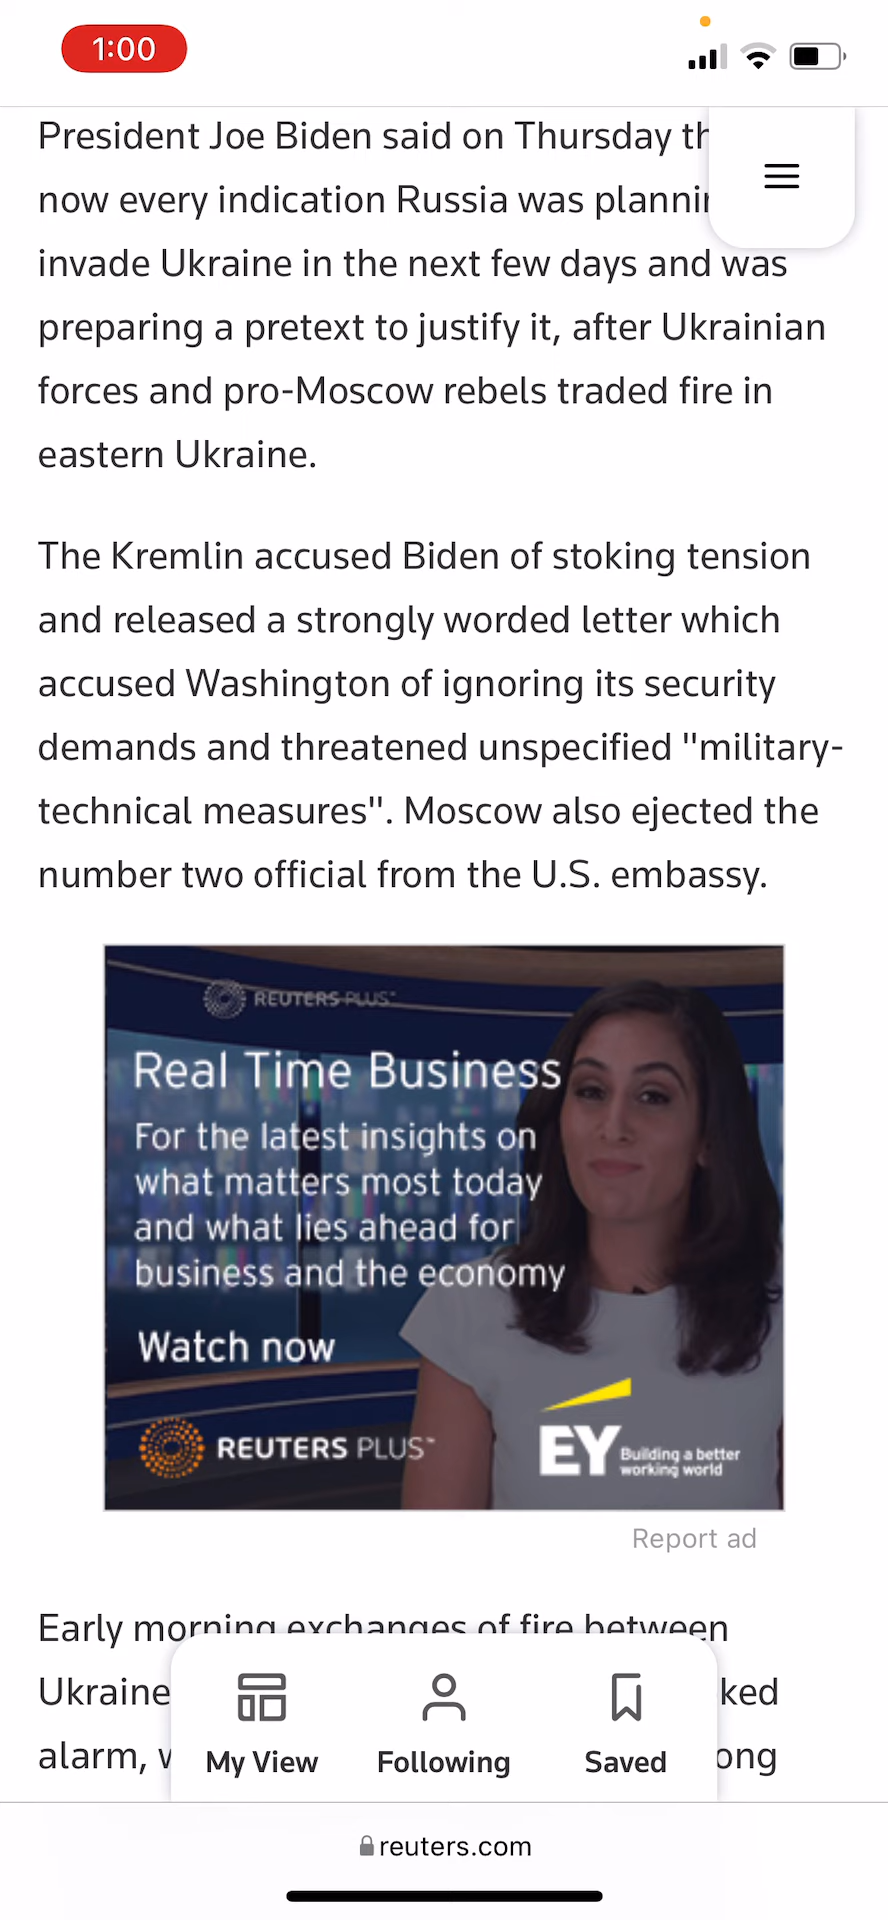 1:00
President Joe Biden said on Thursday
now every indication Russia was
invade Ukraine in the next few days and was
preparing a pretext to justify it, after Ukrainian
forces and pro-Moscow rebels traded fire in
eastern Ukraine.
The Kremlin accused Biden of stoking tension
and released a strongly worded letter which
accused Washington of ignoring its security
demands and threatened unspecified "military-
technical measures". Moscow also ejected the
number two official from the U.S. embassy.
REUTERS PLUS™
Real Time Business
For the latest insights on
what matters most today
and what lies ahead for
business and the economy
Watch now
REUTERS PLUS™
EY Building a better
working world
Report ad
Early morning exchanges of fire between
Ukraine
alarm,
My View Following Saved
reuters.com